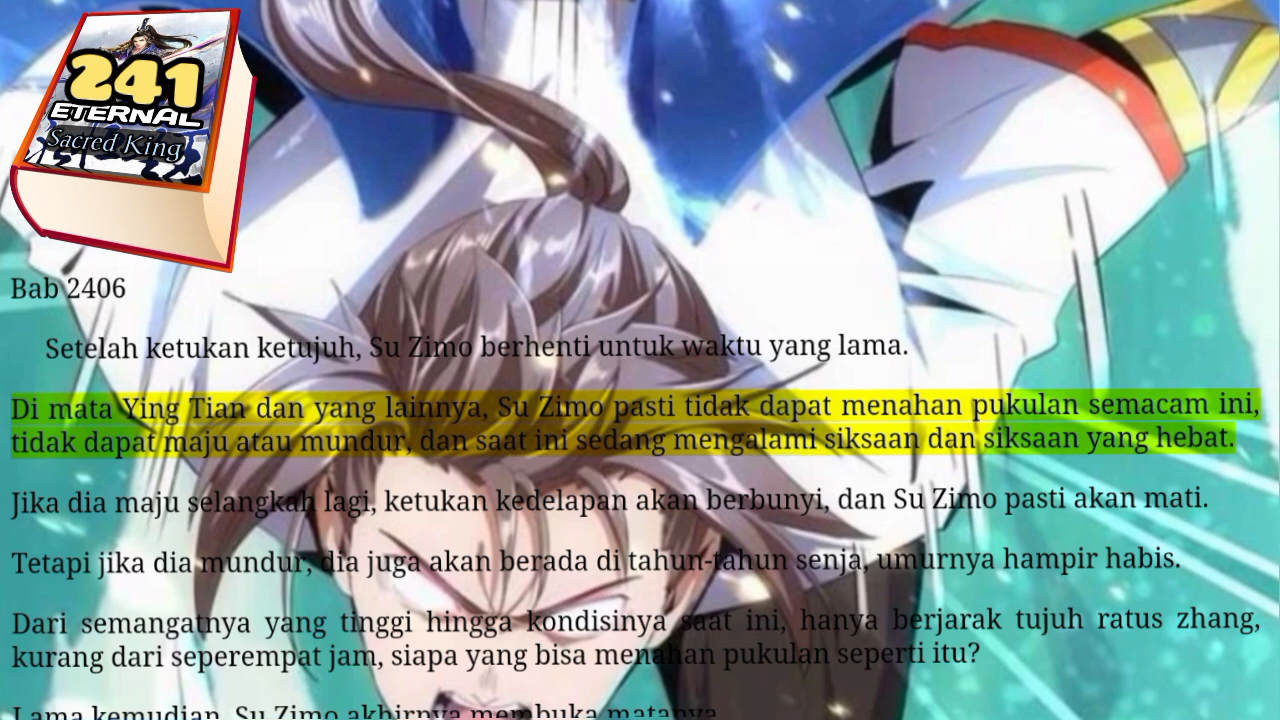 241
ETERNAL
Sacred King
Bab 2406
Setelah ketukan ketujuh, Su Zimo berhenti untuk waktu yang lama.
Di mata Ying Tian dan yang lainnya, Su Zimo pasti tidak dapat menahan pukulan semacam ini,
tidak dapat maju atau mundur, dan saat ini sedang mengalami siksaan dan siksaan yang hebat.
Jika dia maju selangkah lagi, ketukan kedelapan akan berbunyi, dan Su Zimo pasti akan mati.
Tetapi jika dia mundur, dia juga akan berada di tahun-tahun senja, umurnya hampir habis.
Dari semangatnya yang tinggi hingga kondisinya saat ini, hanya berjarak tujuh ratus zhang,
kurang dari seperempat jam, siapa yang bisa menahan pukulan seperti itu?
Lama kemudian, Su Zimo akhirnya membuka matanya.